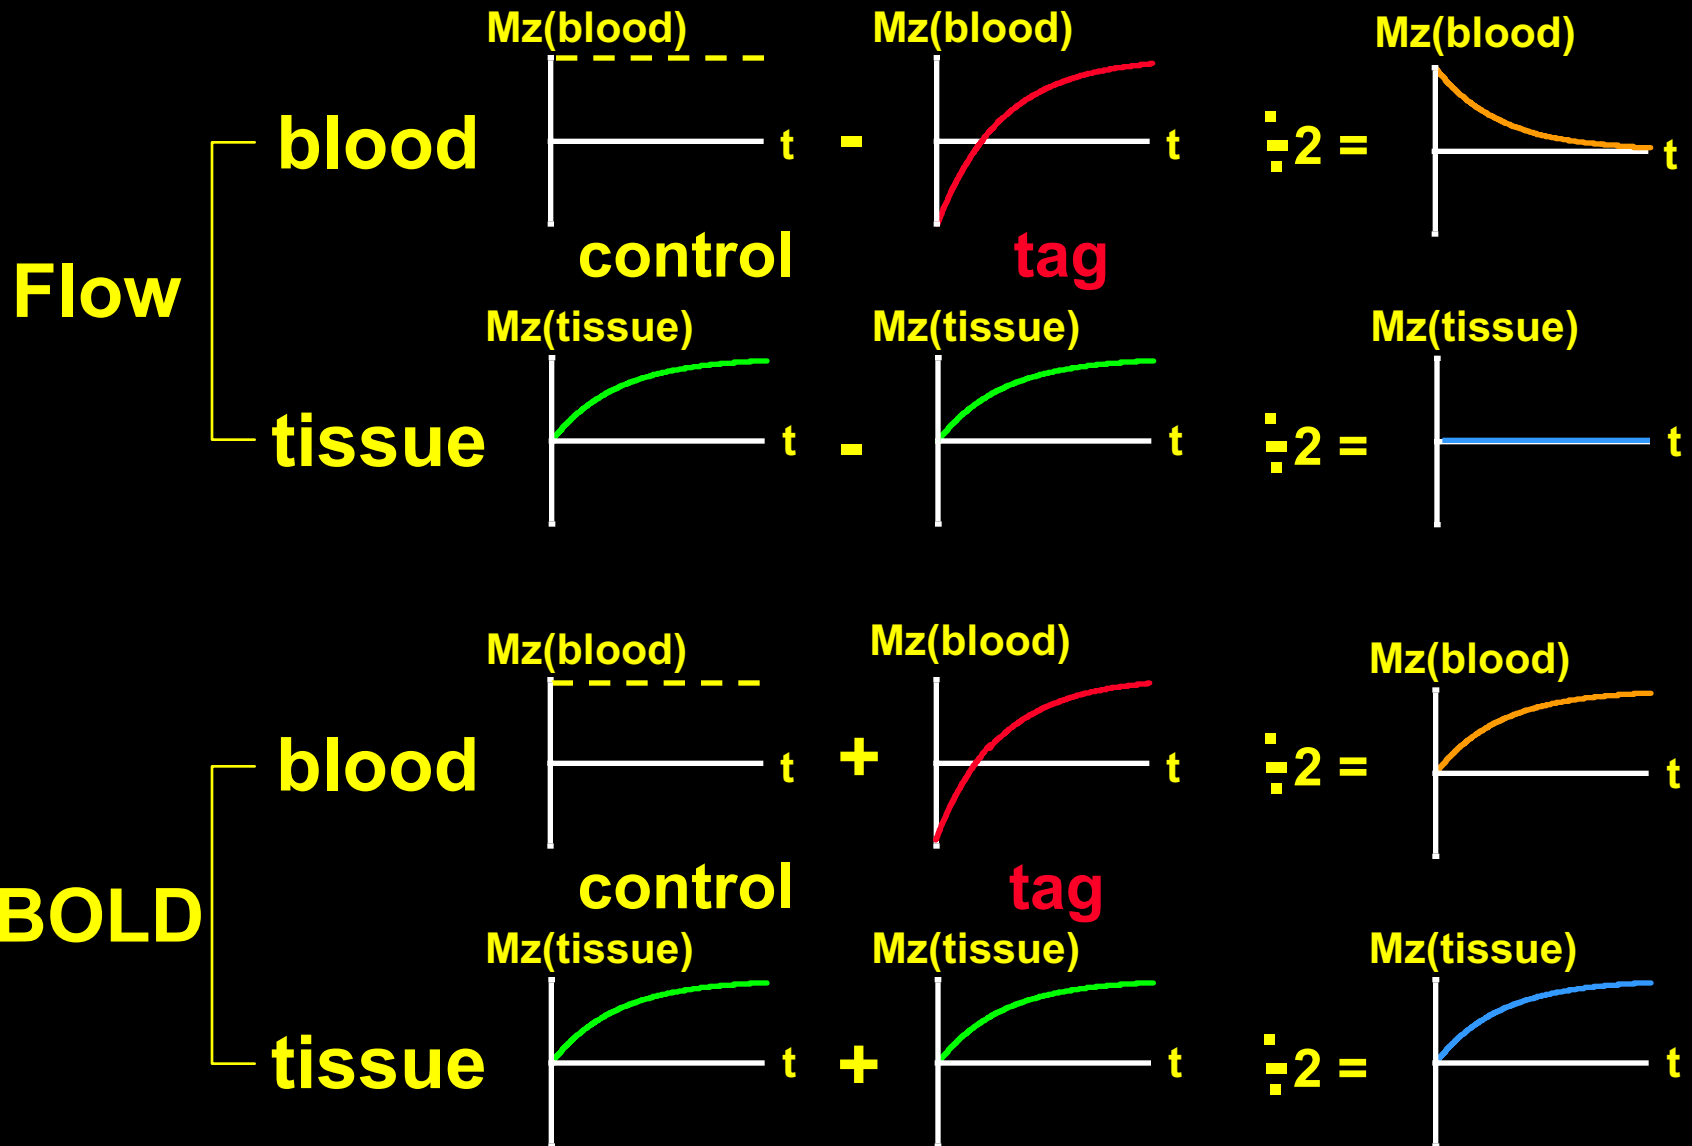 Mz(blood) Mz(blood) Mz(blood)
blood t - t ÷2 = t
control tag
Flow
Mz(tissue) Mz(tissue) Mz(tissue)
tissue t - t ÷2 = t
Mz(blood) Mz(blood) Mz(blood)
blood t + t ÷2 = t
control tag
BOLD
Mz(tissue) Mz(tissue) Mz(tissue)
tissue t + t ÷2 = t